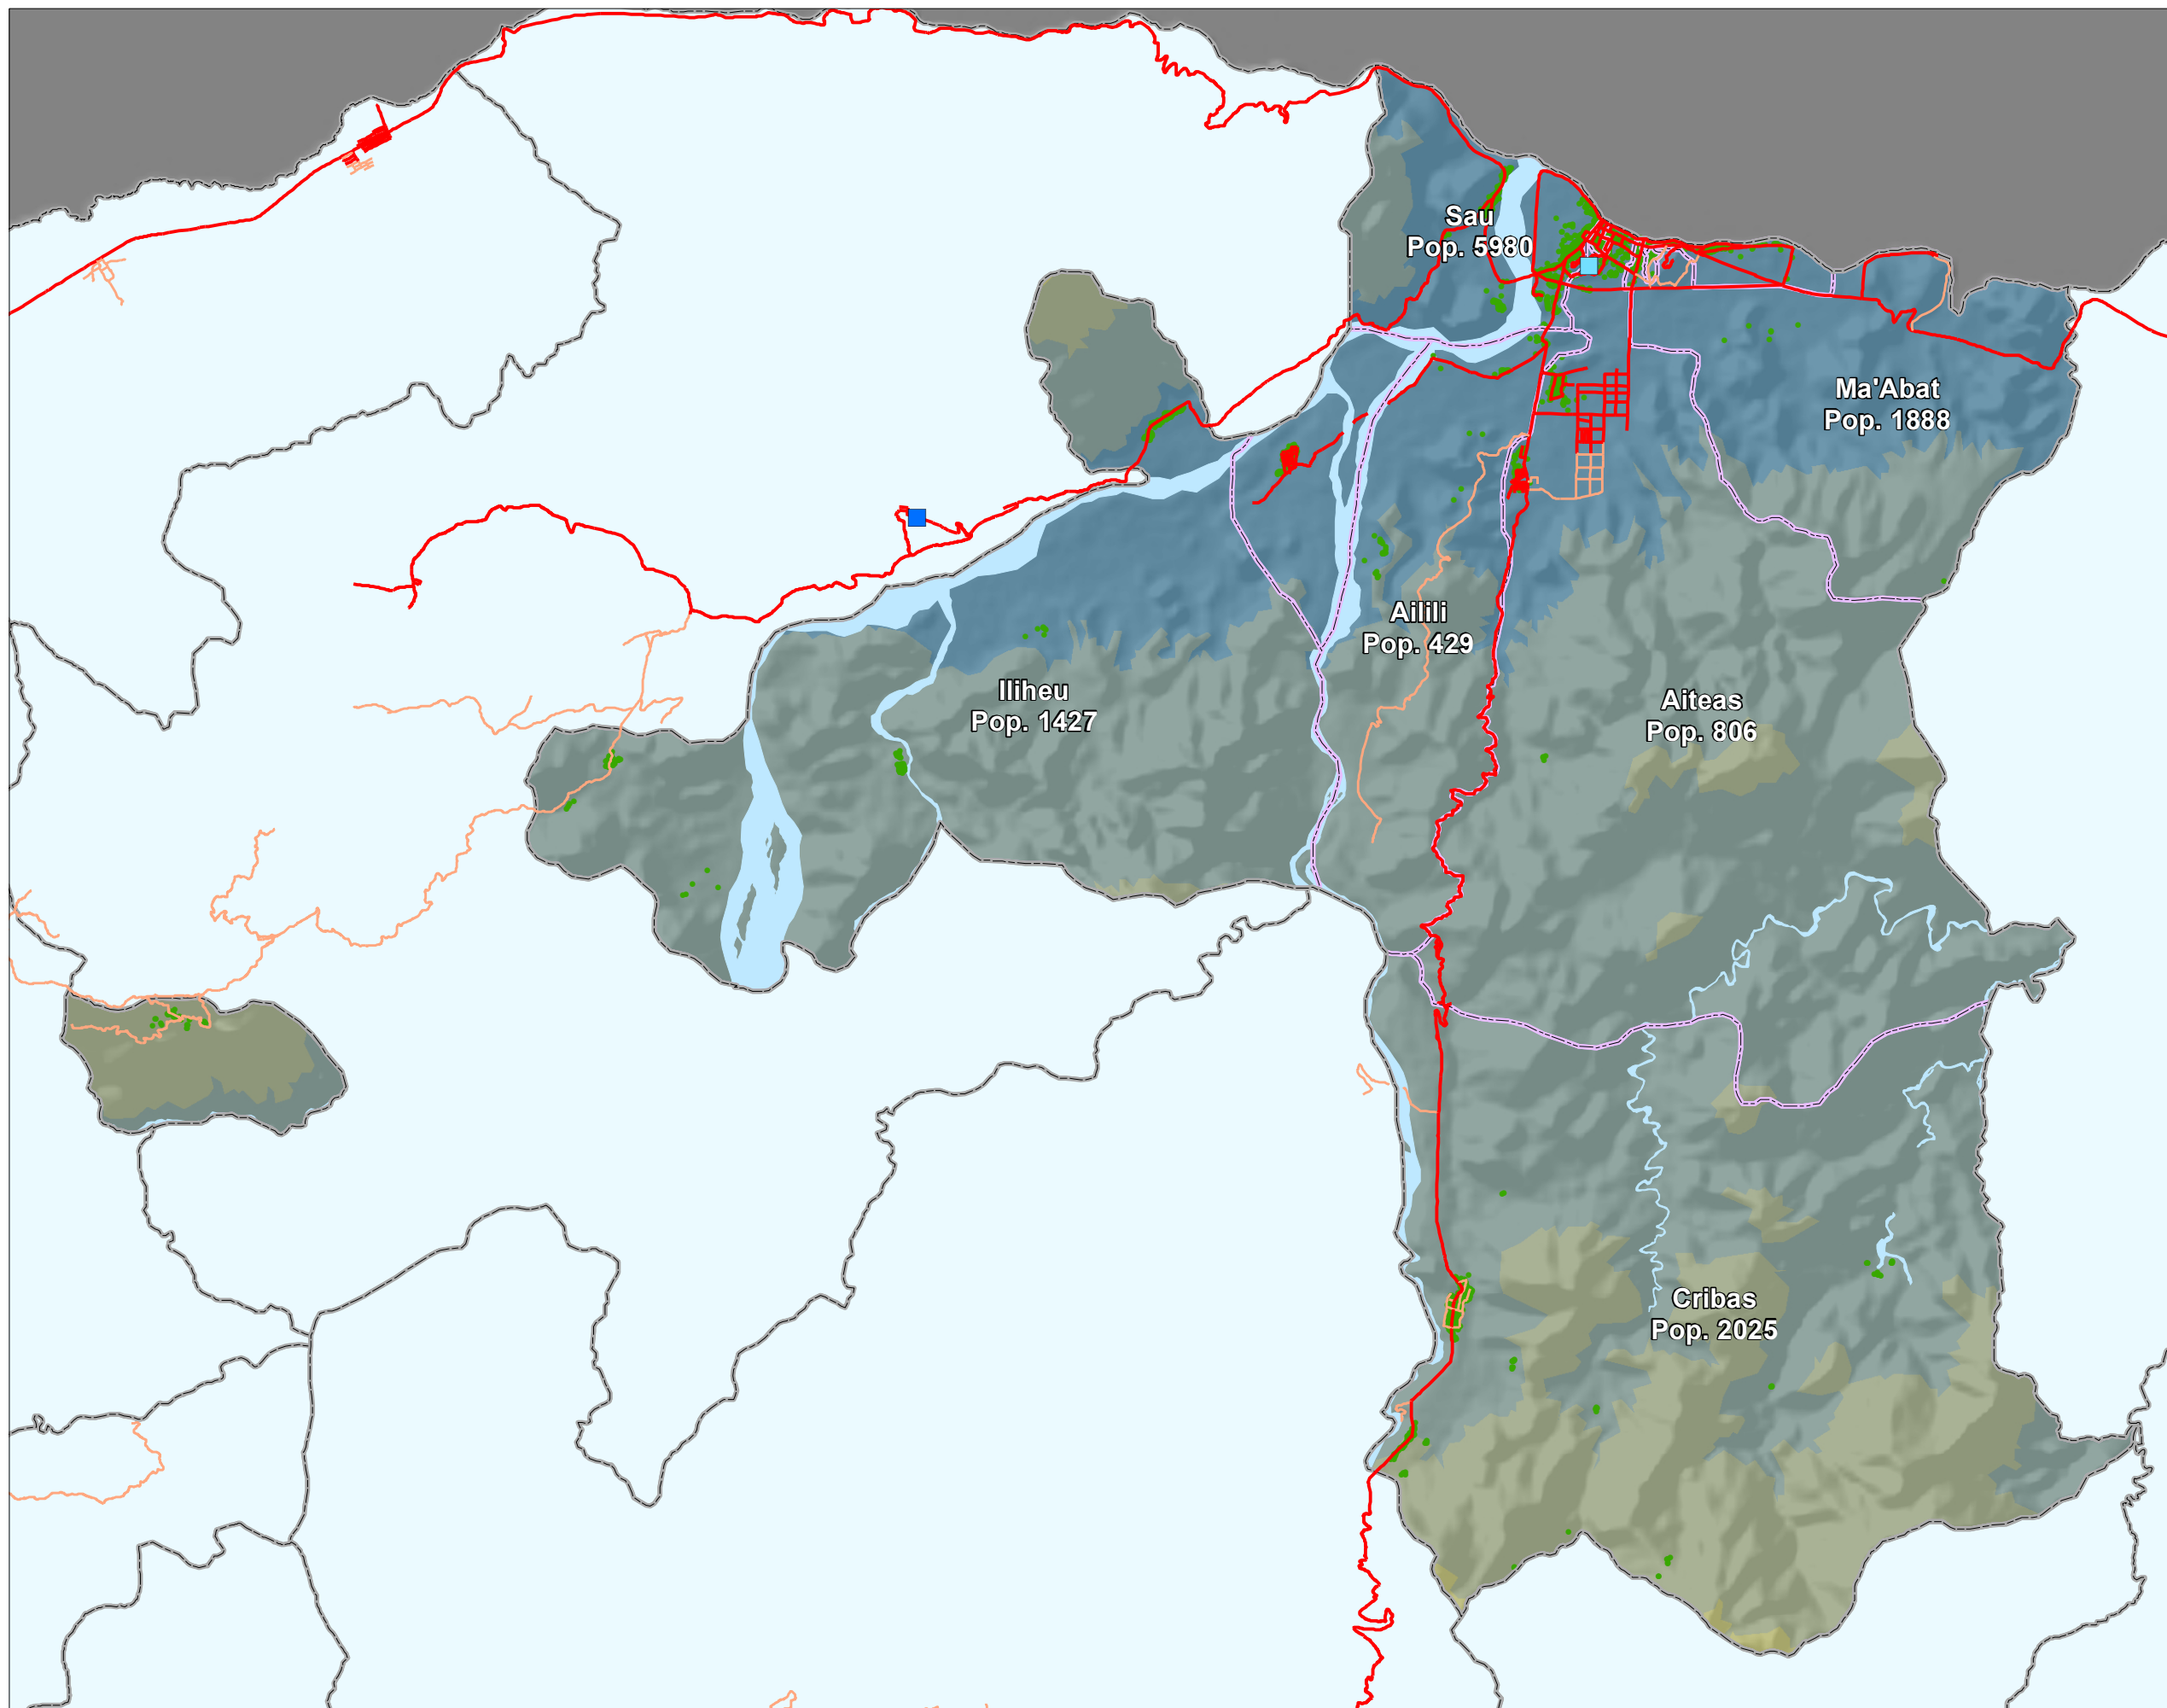 Sau
Pop. 5980
Ma'Abat
Pop. 1888
Ailili
Pop. 429
Iliheu
Pop. 1427
Aiteas
Pop. 806
Cribas
Pop. 2025